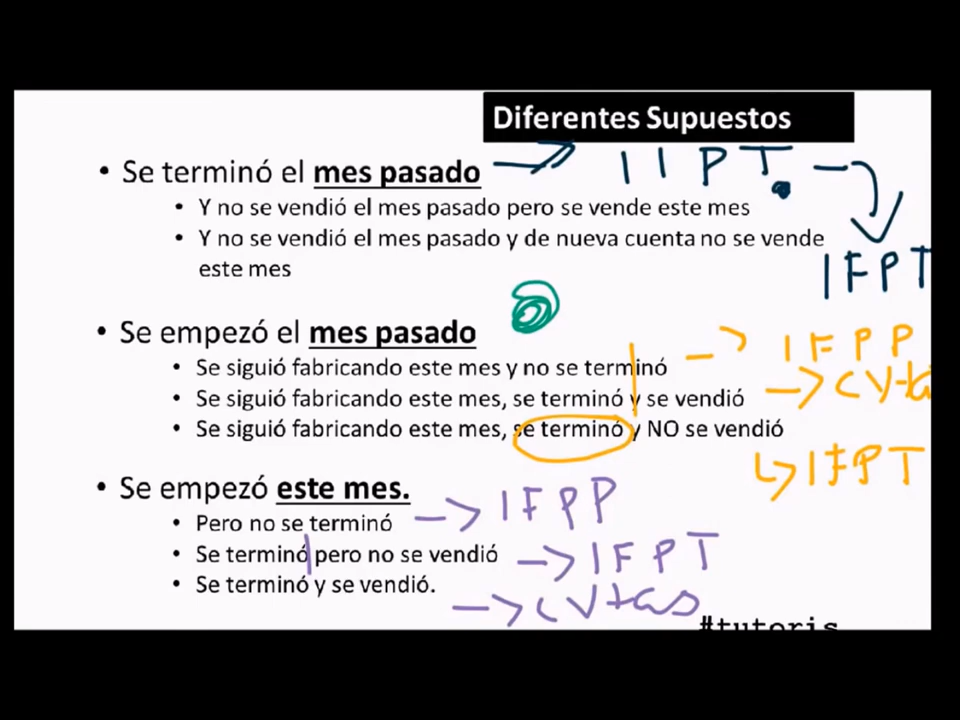 Diferentes Supuestos
• Se terminó el mes pasado → IIPT.
• Y no se vendió el mes pasado pero se vende este mes
• Y no se vendió el mes pasado y de nueva cuenta no se vende
este mes
IFPT
• Se empezó el mes pasado
• Se siguió fabricando este mes y no se terminó → IFPP
• Se siguió fabricando este mes, se terminó y se vendió →
• Se siguió fabricando este mes, se terminó y NO se vendió
↳ IFPT
• Se empezó este mes.
• Pero no se terminó → IFPP
• Se terminó pero no se vendió → IFPT
• Se terminó y se vendió. → CVtas
#tutoris